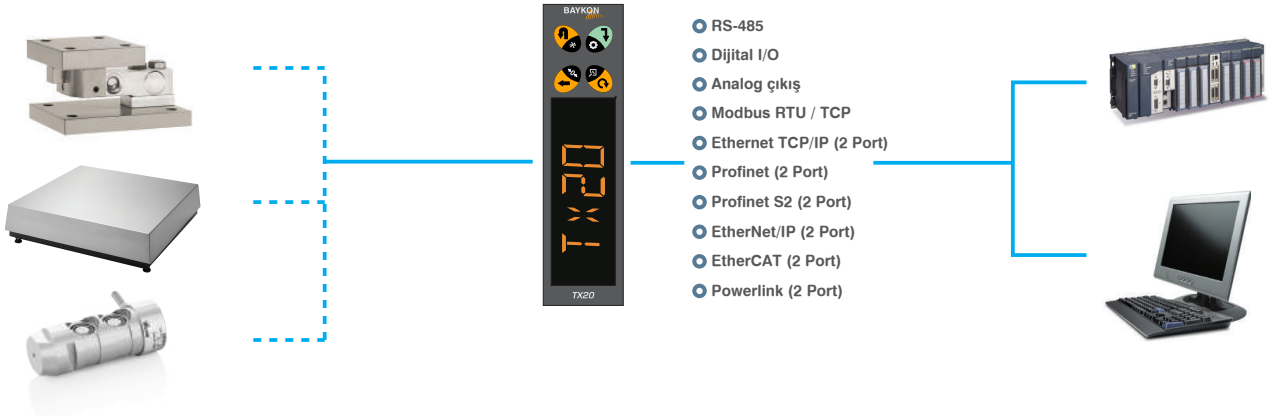 BAYKON
TX20
TX20
RS-485
Dijital I/O
Analog çıkış
Modbus RTU / TCP
Ethernet TCP/IP (2 Port)
Profinet (2 Port)
Profinet S2 (2 Port)
EtherNet/IP (2 Port)
EtherCAT (2 Port)
Powerlink (2 Port)